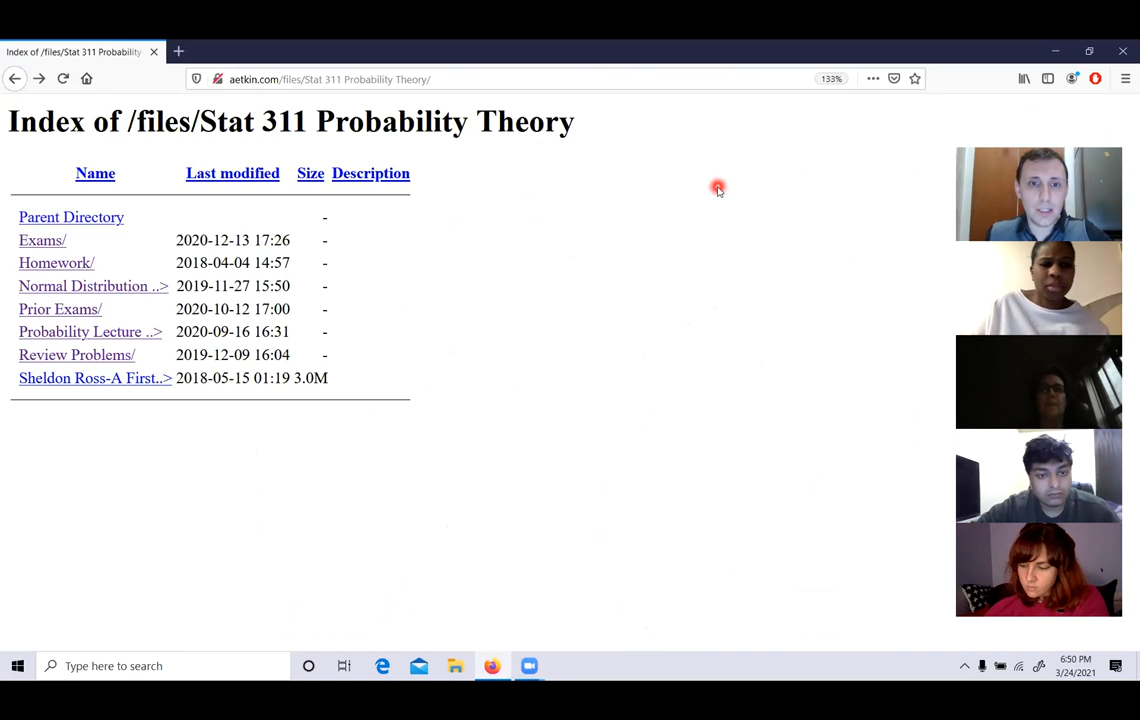 Index of /files/Stat 311 Probability
aetkin.com/files/Stat 311 Probability Theory/
133%
Index of /files/Stat 311 Probability Theory
Name Last modified Size Description
Parent Directory -
Exams/ 2020-12-13 17:26 -
Homework/ 2018-04-04 14:57 -
Normal Distribution ..> 2019-11-27 15:50 -
Prior Exams/ 2020-10-12 17:00 -
Probability Lecture ..> 2020-09-16 16:31 -
Review Problems/ 2019-12-09 16:04 -
Sheldon Ross-A First..> 2018-05-15 01:19 3.0M
Type here to search
6:50 PM
3/24/2021